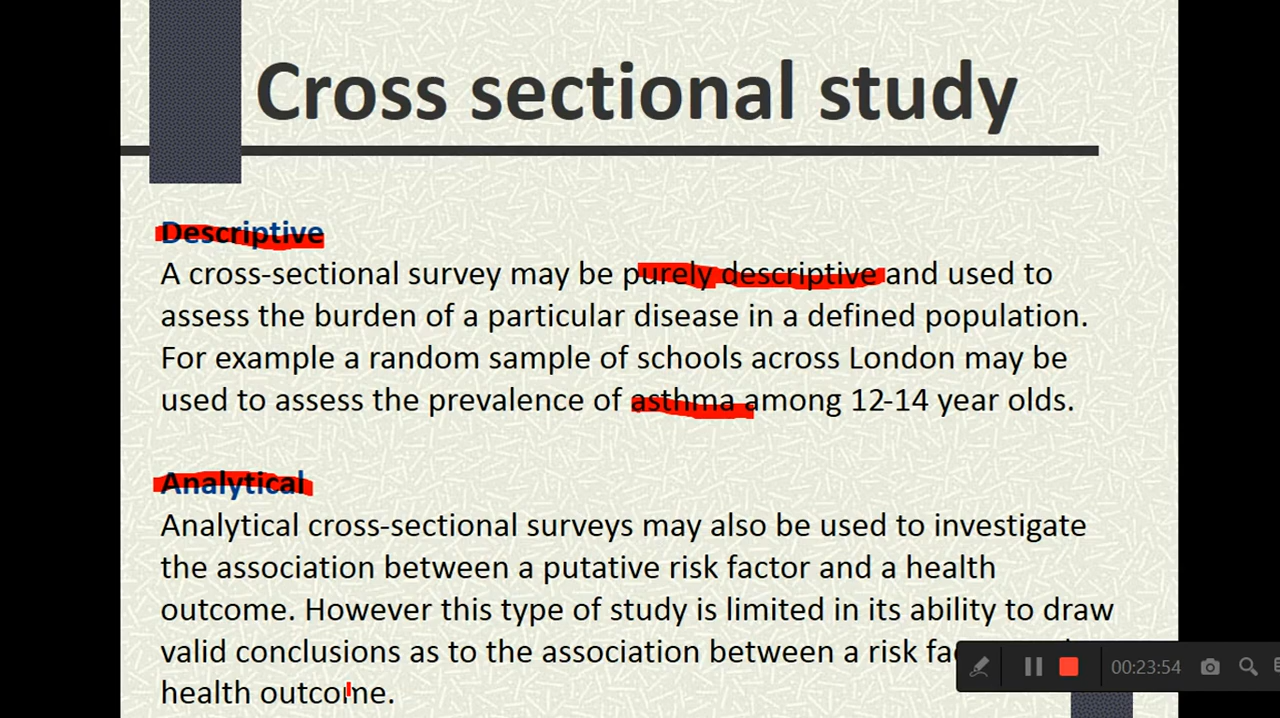 Cross sectional study
Descriptive
A cross-sectional survey may be purely descriptive and used to
assess the burden of a particular disease in a defined population.
For example a random sample of schools across London may be
used to assess the prevalence of asthma among 12-14 year olds.
Analytical
Analytical cross-sectional surveys may also be used to investigate
the association between a putative risk factor and a health
outcome. However this type of study is limited in its ability to draw
valid conclusions as to the association between a risk
health outcome.
00:23:54